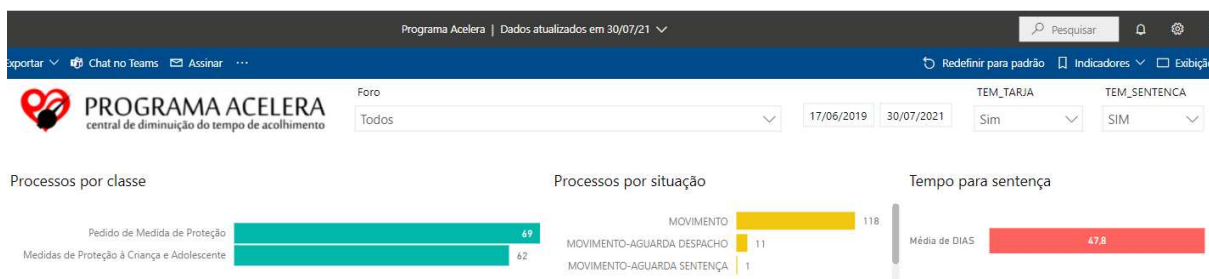 Programa Acelera | Dados atualizados em 30/07/21
Pesquisar
Exportar Chat no Teams Assinar ...
Redefinir para padrão Indicadores Exibição
PROGRAMA ACELERA
central de diminuição do tempo de acolhimento
Foro
Todos
17/06/2019 30/07/2021
TEM_TARJA
Sim
TEM_SENTENCA
SIM
Processos por classe
Pedido de Medida de Proteção 69
Medidas de Proteção à Criança e Adolescente 62
Processos por situação
MOVIMENTO 118
MOVIMENTO-AGUARDA DESPACHO 11
MOVIMENTO-AGUARDA SENTENÇA 1
Tempo para sentença
Média de DIAS 47,8